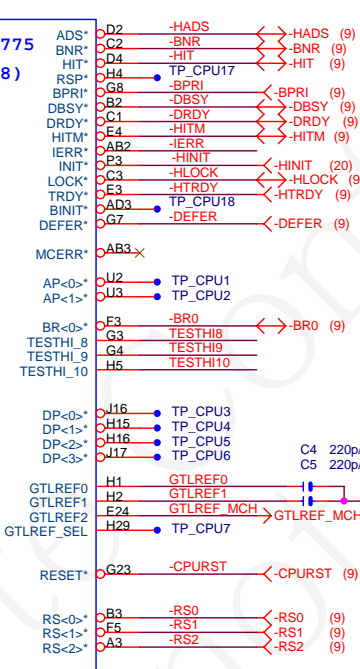 775
8)
ADS* D2 -HADS -HADS (9)
BNR* C2 -BNR -BNR (9)
HIT* D4 -HIT -HIT (9)
RSP* H4 TP_CPU17
BPRI* G8 -BPRI -BPRI (9)
DBSY* B2 -DBSY -DBSY (9)
DRDY* C1 -DRDY -DRDY (9)
HITM* E4 -HITM -HITM (9)
IERR* AB2 -IERR
INIT* P3 -HINIT -HINIT (20)
LOCK* C3 -HLOCK -HLOCK (9
TRDY* E3 -HTRDY -HTRDY (9)
BINIT* AD3 TP_CPU18
DEFER* G7 -DEFER -DEFER (9)
MCERR* AB3
AP<0>* U2 TP_CPU1
AP<1>* U3 TP_CPU2
BR<0>* F3 -BR0 -BR0 (9)
TESTHI_8 G3 TESTHI8
TESTHI_9 G4 TESTHI9
TESTHI_10 H5 TESTHI10
DP<0>* J16 TP_CPU3
DP<1>* H15 TP_CPU4
DP<2>* H16 TP_CPU5
DP<3>* J17 TP_CPU6
C4 220p/
C5 220p/
GTLREF0 H1 GTLREF0
GTLREF1 H2 GTLREF1
GTLREF2 E24 GTLREF_MCH GTLREF_MCH
GTLREF_SEL H29 TP_CPU7
RESET* G23 -CPURST -CPURST (9)
RS<0>* B3 -RS0 -RS0 (9)
RS<1>* F5 -RS1 -RS1 (9)
RS<2>* A3 -RS2 -RS2 (9)